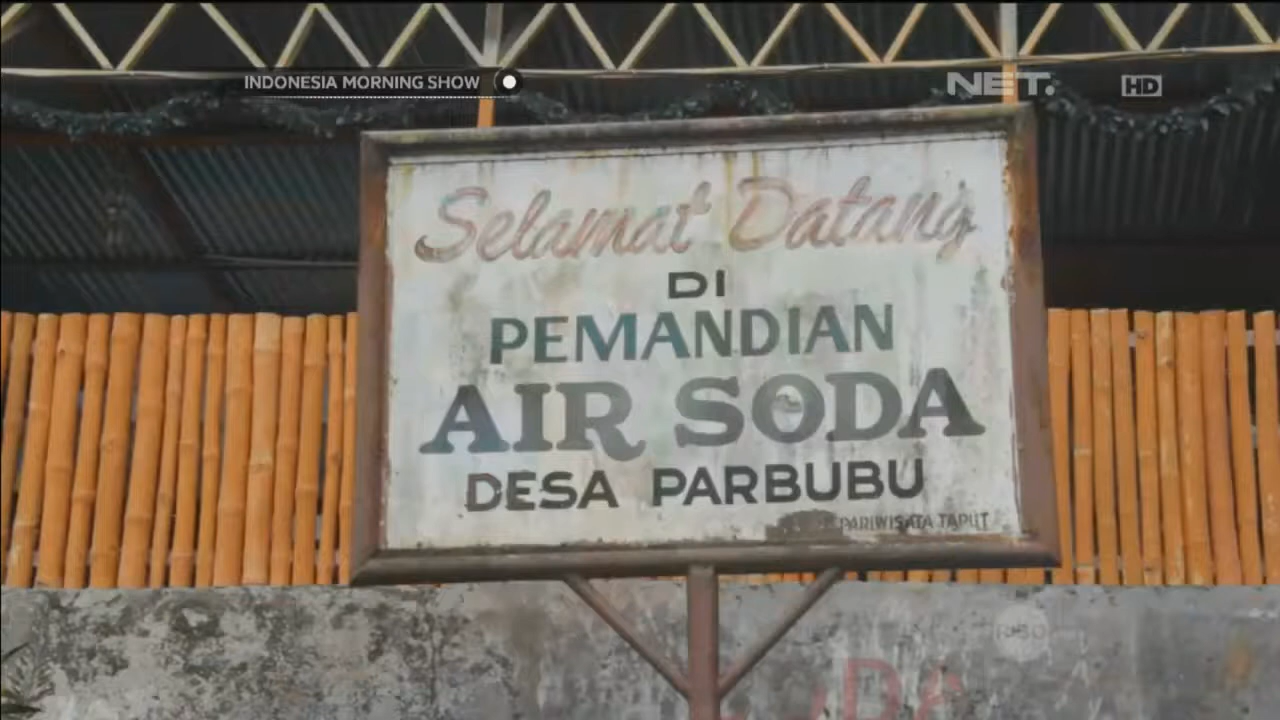 INDONESIA MORNING SHOW
NET.
HD
Selamat Datang
DI
PEMANDIAN
AIR SODA
DESA PARBUBU
PARIWISATA TAPUT